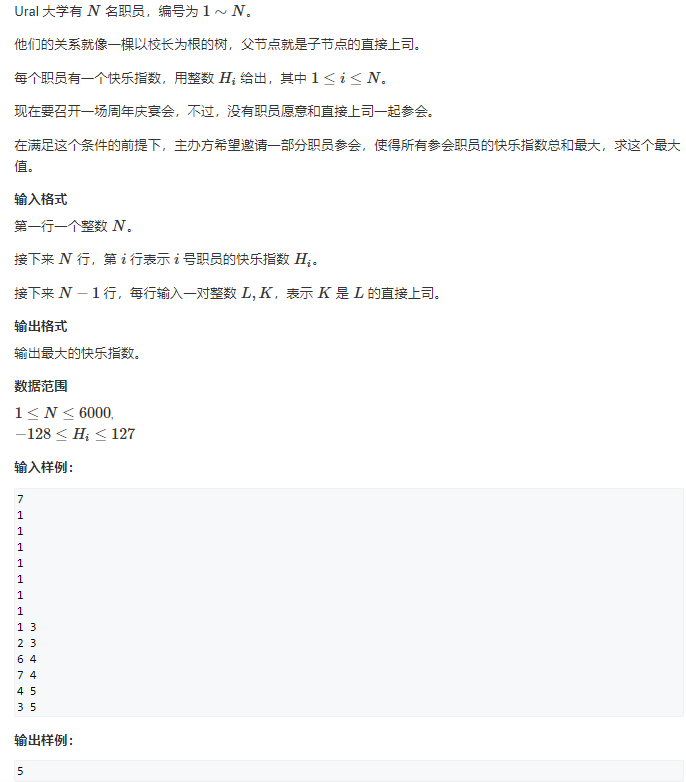 Ural 大学有 N 名职员，编号为 1 ∼ N。
他们的关系就像一棵以校长为根的树，父节点就是子节点的直接上司。
每个职员有一个快乐指数，用整数 H_i 给出，其中 1 ≤ i ≤ N。
现在要召开一场周年庆宴会，不过，没有职员愿意和直接上司一起参会。
在满足这个条件的前提下，主办方希望邀请一部分职员参会，使得所有参会职员的快乐指数总和最大，求这个最大
值。
输入格式
第一行一个整数 N。
接下来 N 行，第 i 行表示 i 号职员的快乐指数 H_i。
接下来 N − 1 行，每行输入一对整数 L, K，表示 K 是 L 的直接上司。
输出格式
输出最大的快乐指数。
数据范围
1 ≤ N ≤ 6000,
−128 ≤ H_i ≤ 127
输入样例：
7
1
1
1
1
1
1
1
1 3
2 3
6 4
7 4
4 5
3 5
输出样例：
5